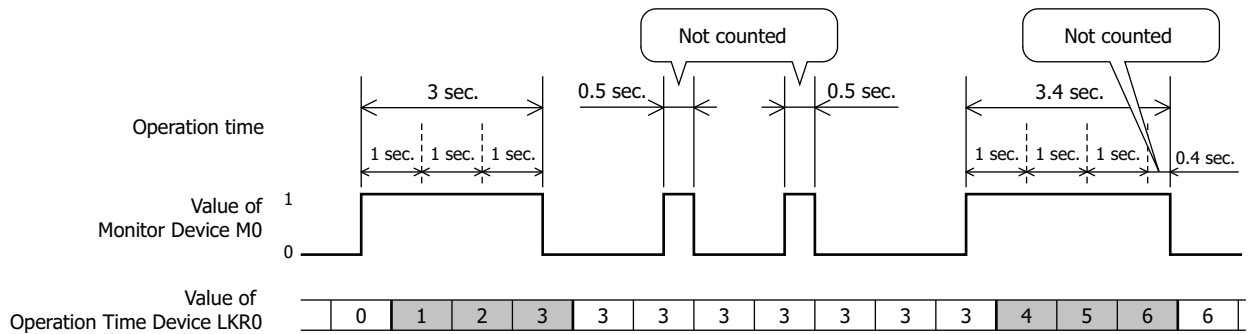 Not counted
Not counted
3 sec.
0.5 sec.
0.5 sec.
3.4 sec.
Operation time
1 sec.
1 sec.
1 sec.
1 sec.
1 sec.
1 sec.
0.4 sec.
Value of
Monitor Device M0
1
0
Value of
Operation Time Device LKR0
0 1 2 3 3 3 3 3 3 3 3 4 5 6 6